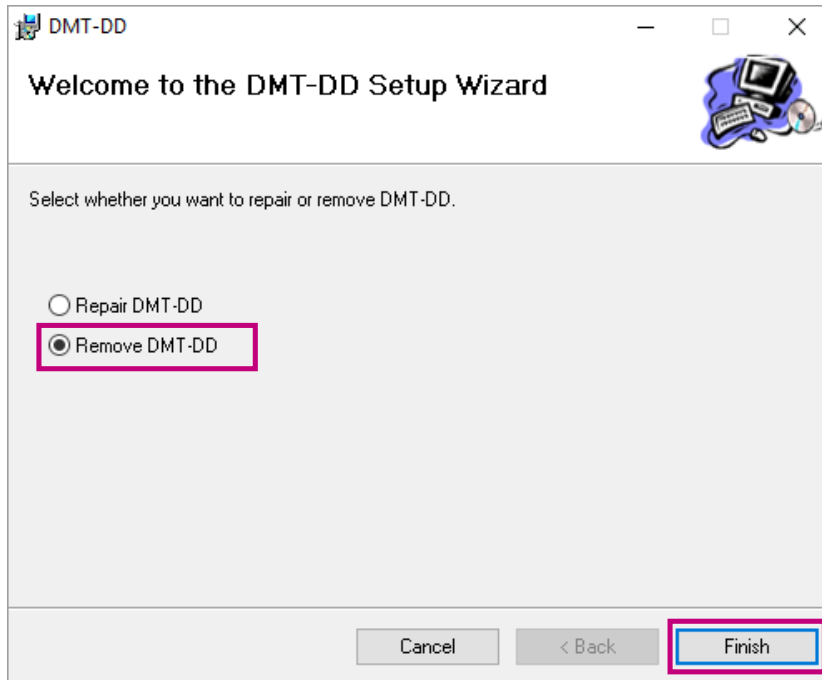 DMT-DD
Welcome to the DMT-DD Setup Wizard
Select whether you want to repair or remove DMT-DD.
Repair DMT-DD
Remove DMT-DD
Cancel < Back Finish